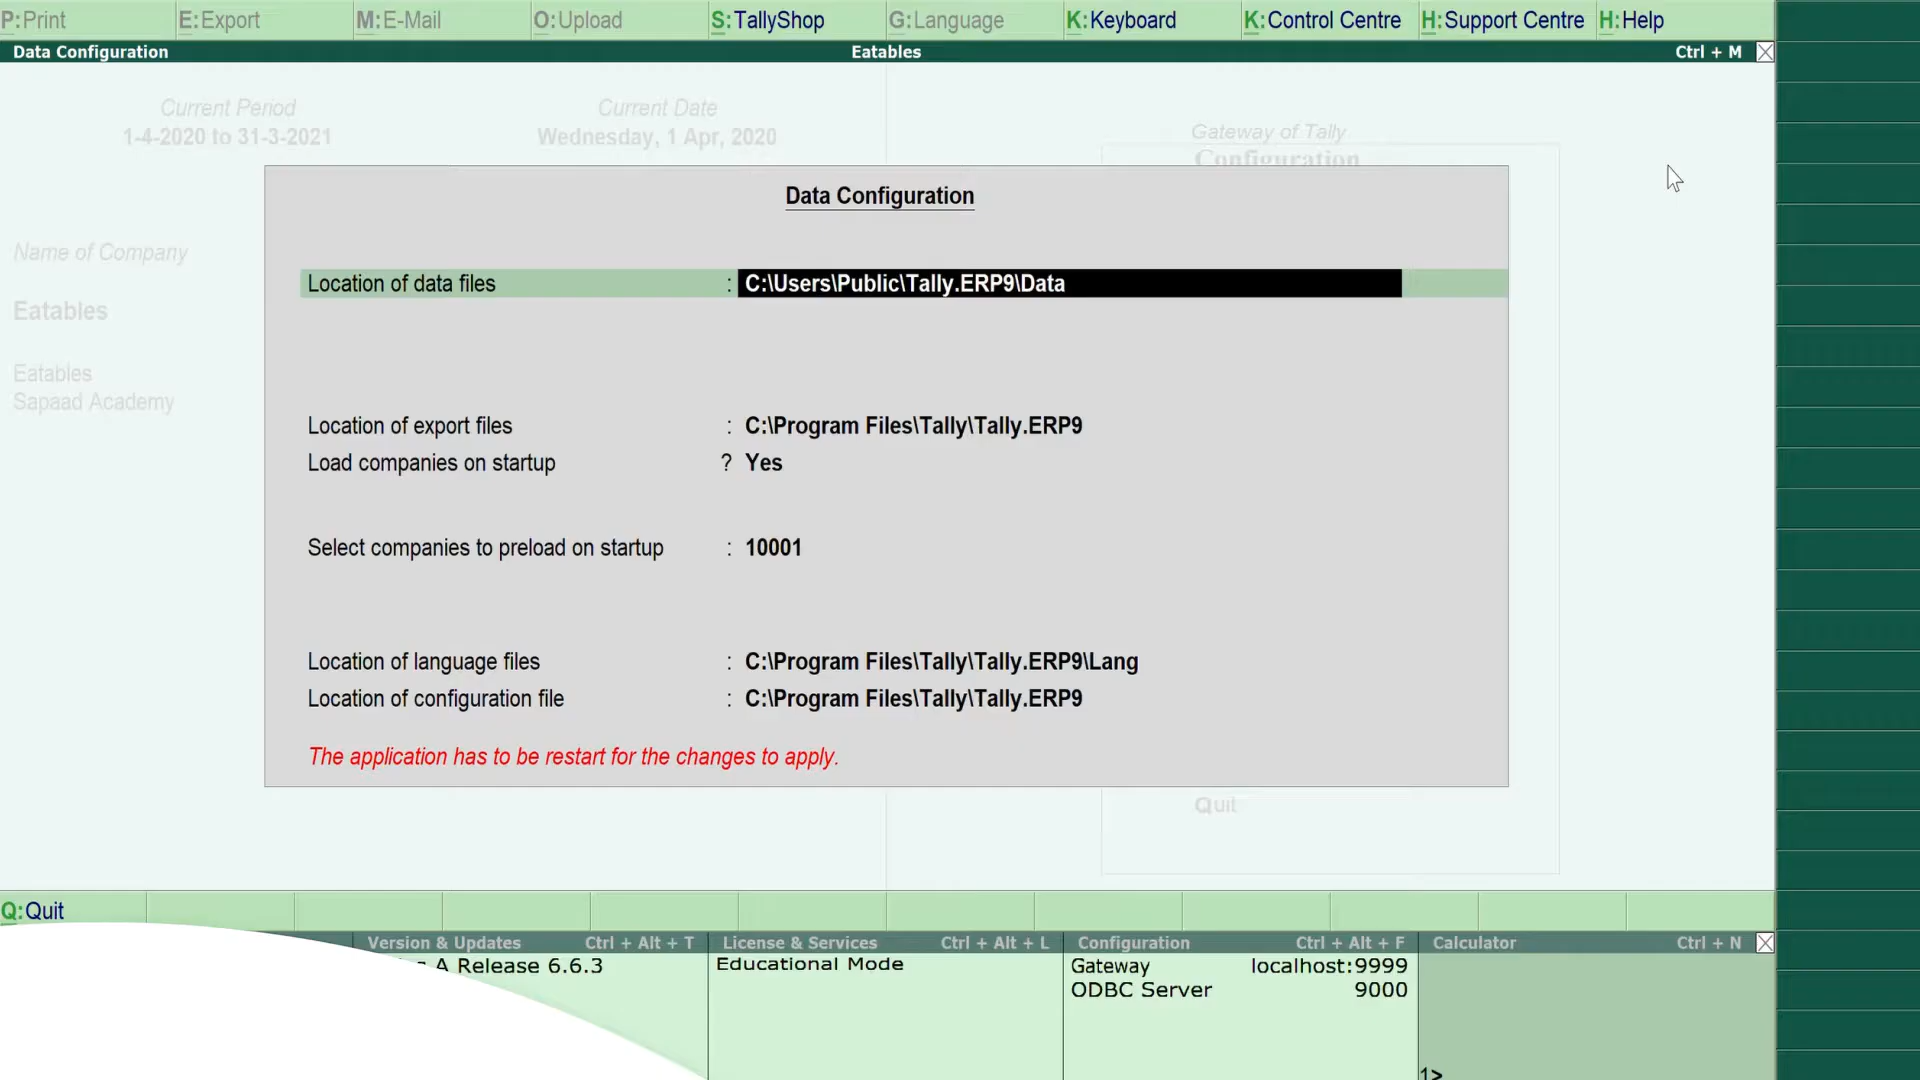 P:Print E:Export M:E-Mail O:Upload S:TallyShop G:Language K:Keyboard K:Control Centre H:Support Centre H:Help
Data Configuration Eatables Ctrl + M
Current Period Current Date
1-4-2020 to 31-3-2021 Wednesday, 1 Apr, 2020
Gateway of Tally
Configuration
Data Configuration
Name of Company
Location of data files : C:\Users\Public\Tally.ERP9\Data
Eatables
Eatables
Sapaad Academy
Location of export files : C:\Program Files\Tally\Tally.ERP9
Load companies on startup ? Yes
Select companies to preload on startup : 10001
Location of language files : C:\Program Files\Tally\Tally.ERP9\Lang
Location of configuration file : C:\Program Files\Tally\Tally.ERP9
The application has to be restart for the changes to apply.
Quit
Q:Quit
Version & Updates Ctrl + Alt + T License & Services Ctrl + Alt + L Configuration Ctrl + Alt + F Calculator Ctrl + N
A Release 6.6.3 Educational Mode Gateway localhost:9999
ODBC Server 9000
1>